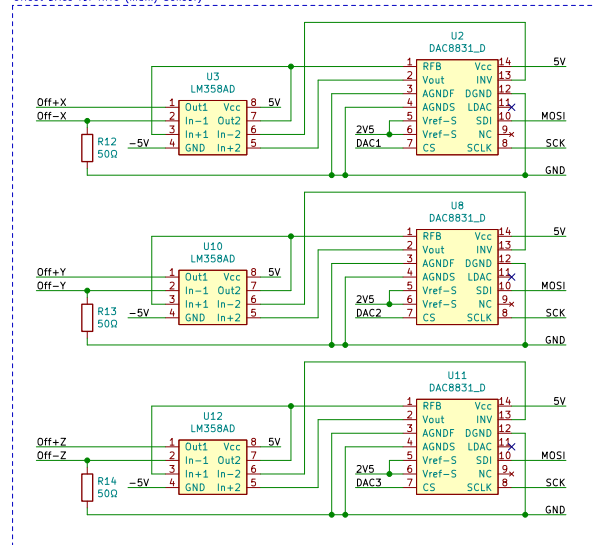 U2
DAC8831_D
U3
LM358AD
1 RFB Vcc 14 5V
2 Vout INV 13
3 AGNDF DGND 12
4 AGNDS LDAC 11
5 Vref-S SDI 10 MOSI
2V5 6 Vref-S NC 9
DAC1 7 CS SCLK 8 SCK
GND
Off+X 1 Out1 Vcc 8 5V
Off-X 2 In-1 Out2 7
3 In+1 In-2 6
-5V 4 GND In+2 5
R12
50Ω
U8
DAC8831_D
U10
LM358AD
1 RFB Vcc 14 5V
2 Vout INV 13
3 AGNDF DGND 12
4 AGNDS LDAC 11
5 Vref-S SDI 10 MOSI
2V5 6 Vref-S NC 9
DAC2 7 CS SCLK 8 SCK
GND
Off+Y 1 Out1 Vcc 8 5V
Off-Y 2 In-1 Out2 7
3 In+1 In-2 6
-5V 4 GND In+2 5
R13
50Ω
U11
DAC8831_D
U12
LM358AD
1 RFB Vcc 14 5V
2 Vout INV 13
3 AGNDF DGND 12
4 AGNDS LDAC 11
5 Vref-S SDI 10 MOSI
2V5 6 Vref-S NC 9
DAC3 7 CS SCLK 8 SCK
GND
Off+Z 1 Out1 Vcc 8 5V
Off-Z 2 In-1 Out2 7
3 In+1 In-2 6
-5V 4 GND In+2 5
R14
50Ω